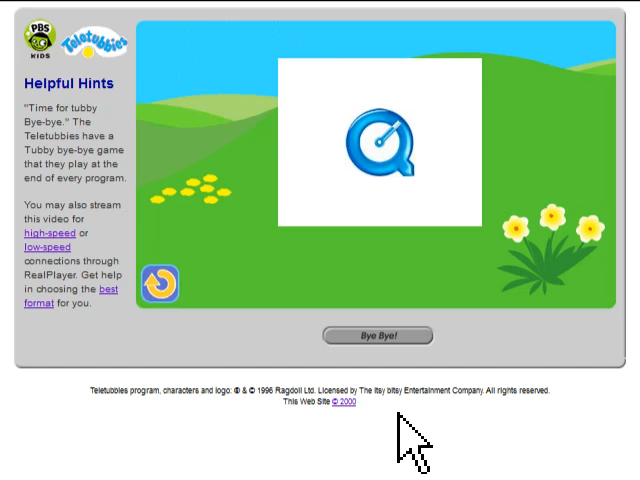 PBS
KIDS
Teletubbies
Helpful Hints
"Time for tubby
Bye-bye." The
Teletubbies have a
Tubby bye-bye game
that they play at the
end of every program.
You may also stream
this video for
high-speed or
low-speed
connections through
RealPlayer. Get help
in choosing the best
format for you.
Bye Bye!
Teletubbies program, characters and logo: ® & © 1996 Ragdoll Ltd. Licensed by The itsy bitsy Entertainment Company. All rights reserved.
This Web Site © 2000